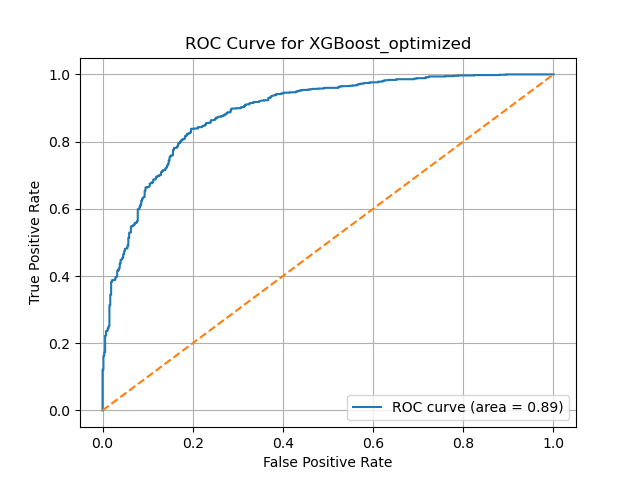 ROC Curve for XGBoost_optimized
True Positive Rate
1.0
0.8
0.6
0.4
0.2
0.0
0.0 0.2 0.4 0.6 0.8 1.0
False Positive Rate
ROC curve (area = 0.89)